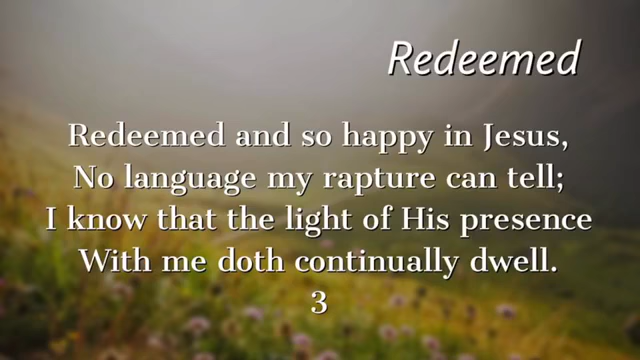 Redeemed
Redeemed and so happy in Jesus,
No language my rapture can tell;
I know that the light of His presence
With me doth continually dwell.
3